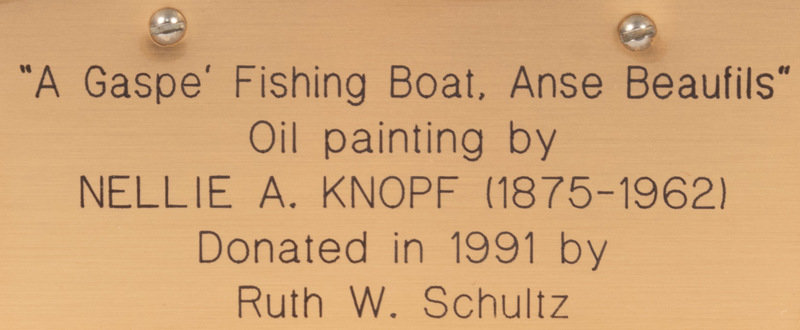 "A Gaspe' Fishing Boat, Anse Beaufils"
Oil painting by
NELLIE A. KNOPF (1875-1962)
Donated in 1991 by
Ruth W. Schultz